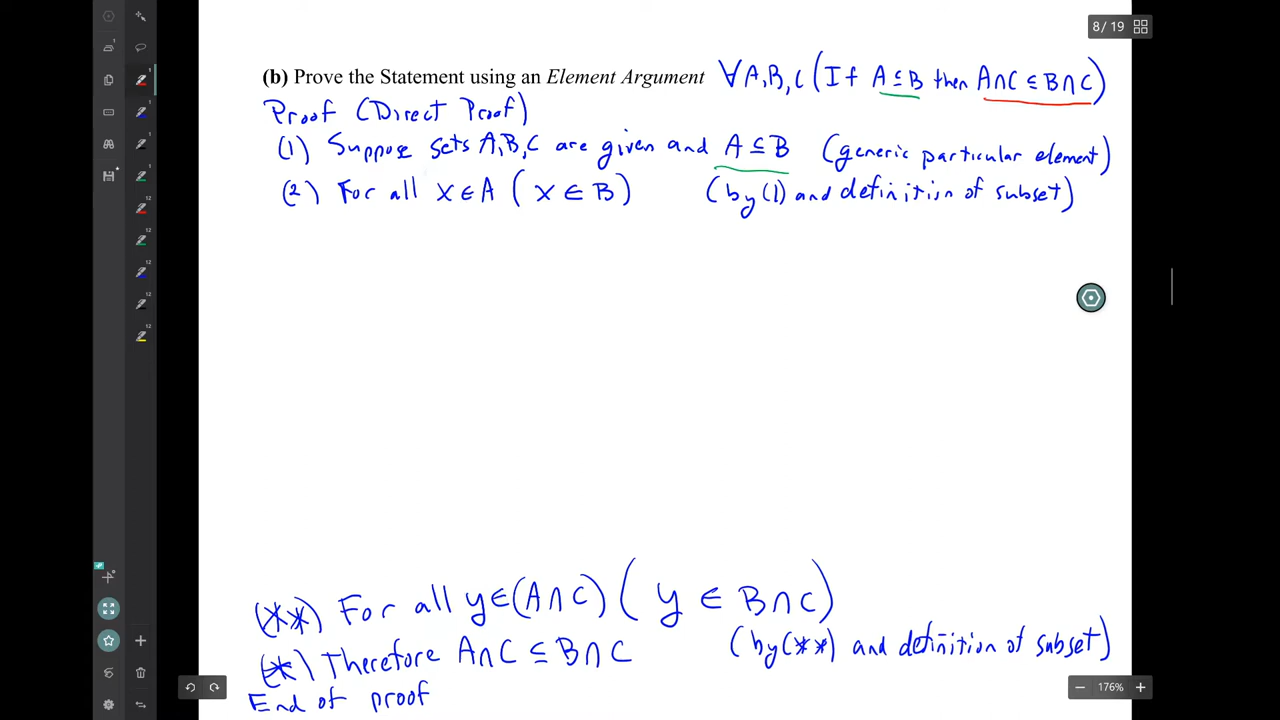 8 / 19
(b) Prove the Statement using an Element Argument ∀A,B,C (If A ⊆ B then A∩C ⊆ B∩C)
Proof (Direct Proof)
(1) Suppose sets A,B,C are given and A ⊆ B (generic particular element)
(2) For all x ∈ A (x ∈ B) (by (1) and definition of subset)
(**) For all y ∈ (A∩C) (y ∈ B∩C)
(*) Therefore A∩C ⊆ B∩C (by (**) and definition of subset)
End of proof
176%